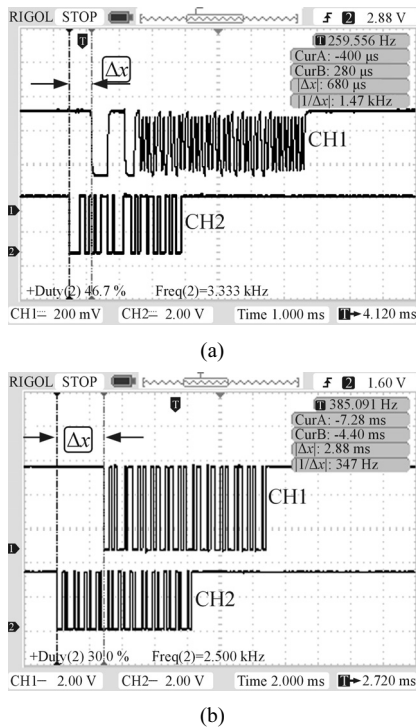 RIGOL STOP 2 2.88 V
T 259.556 Hz
CurA: -400 μs
CurB: 280 μs
|Δx|: 680 μs
|1/Δx|: 1.47 kHz
T
Δx
CH1
1
CH2
2
+Duty(2) 46.7 % Freq(2)=3.333 kHz
CH1= 200 mV CH2= 2.00 V Time 1.000 ms T→4.120 ms
(a)
RIGOL STOP 2 1.60 V
T 385.091 Hz
CurA: -7.28 ms
CurB: -4.40 ms
|Δx|: 2.88 ms
|1/Δx|: 347 Hz
T
Δx
CH1
1
CH2
2
+Duty(2) 30.0 % Freq(2)=2.500 kHz
CH1= 2.00 V CH2= 2.00 V Time 2.000 ms T→2.720 ms
(b)